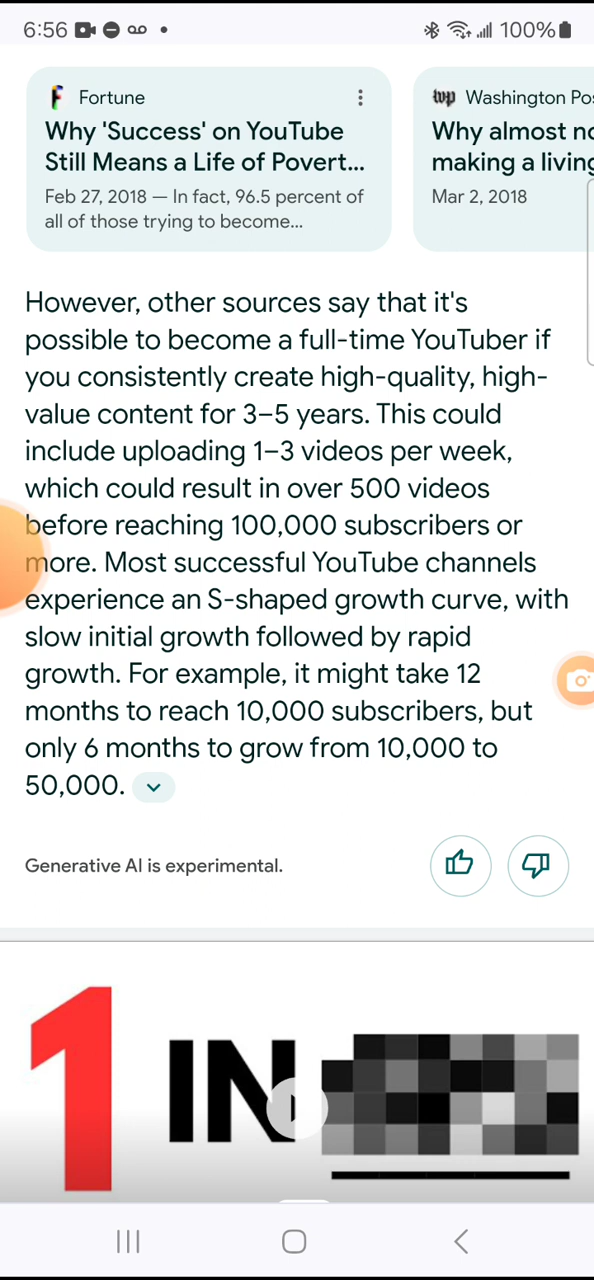 6:56 100%
Fortune
Why 'Success' on YouTube
Still Means a Life of Povert...
Feb 27, 2018 — In fact, 96.5 percent of
all of those trying to become...
wp Washington Pos
Why almost no
making a living
Mar 2, 2018
However, other sources say that it's
possible to become a full-time YouTuber if
you consistently create high-quality, high-
value content for 3–5 years. This could
include uploading 1–3 videos per week,
which could result in over 500 videos
before reaching 100,000 subscribers or
more. Most successful YouTube channels
experience an S-shaped growth curve, with
slow initial growth followed by rapid
growth. For example, it might take 12
months to reach 10,000 subscribers, but
only 6 months to grow from 10,000 to
50,000.
Generative AI is experimental.
1 IN